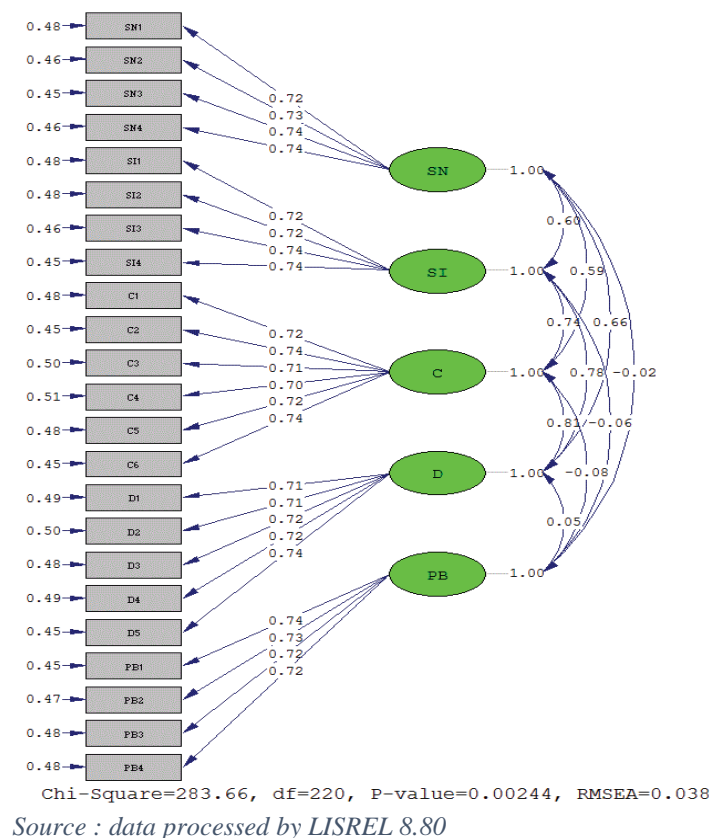 0.48 SN1
0.46 SN2
0.45 SN3
0.72
0.73
0.46 SN4
0.74
0.74
0.48 SI1
SN 1.00
0.48 SI2
0.72
0.60
0.46 SI3
0.72
0.74
0.45 SI4
0.74
SI 1.00 0.59
0.48 C1
0.45 C2
0.72
0.74 0.66
0.74
0.50 C3
0.71
C 1.00 0.78 -0.02
0.51 C4
0.70
0.72
0.48 C5
0.74
0.81 -0.06
0.45 C6
0.71
D 1.00 -0.08
0.49 D1
0.71
0.50 D2
0.72
0.72
0.05
0.48 D3
0.74
PB 1.00
0.49 D4
0.45 D5
0.74
0.73
0.45 PB1
0.72
0.72
0.47 PB2
0.48 PB3
0.48 PB4
Chi-Square=283.66, df=220, P-value=0.00244, RMSEA=0.038
Source : data processed by LISREL 8.80